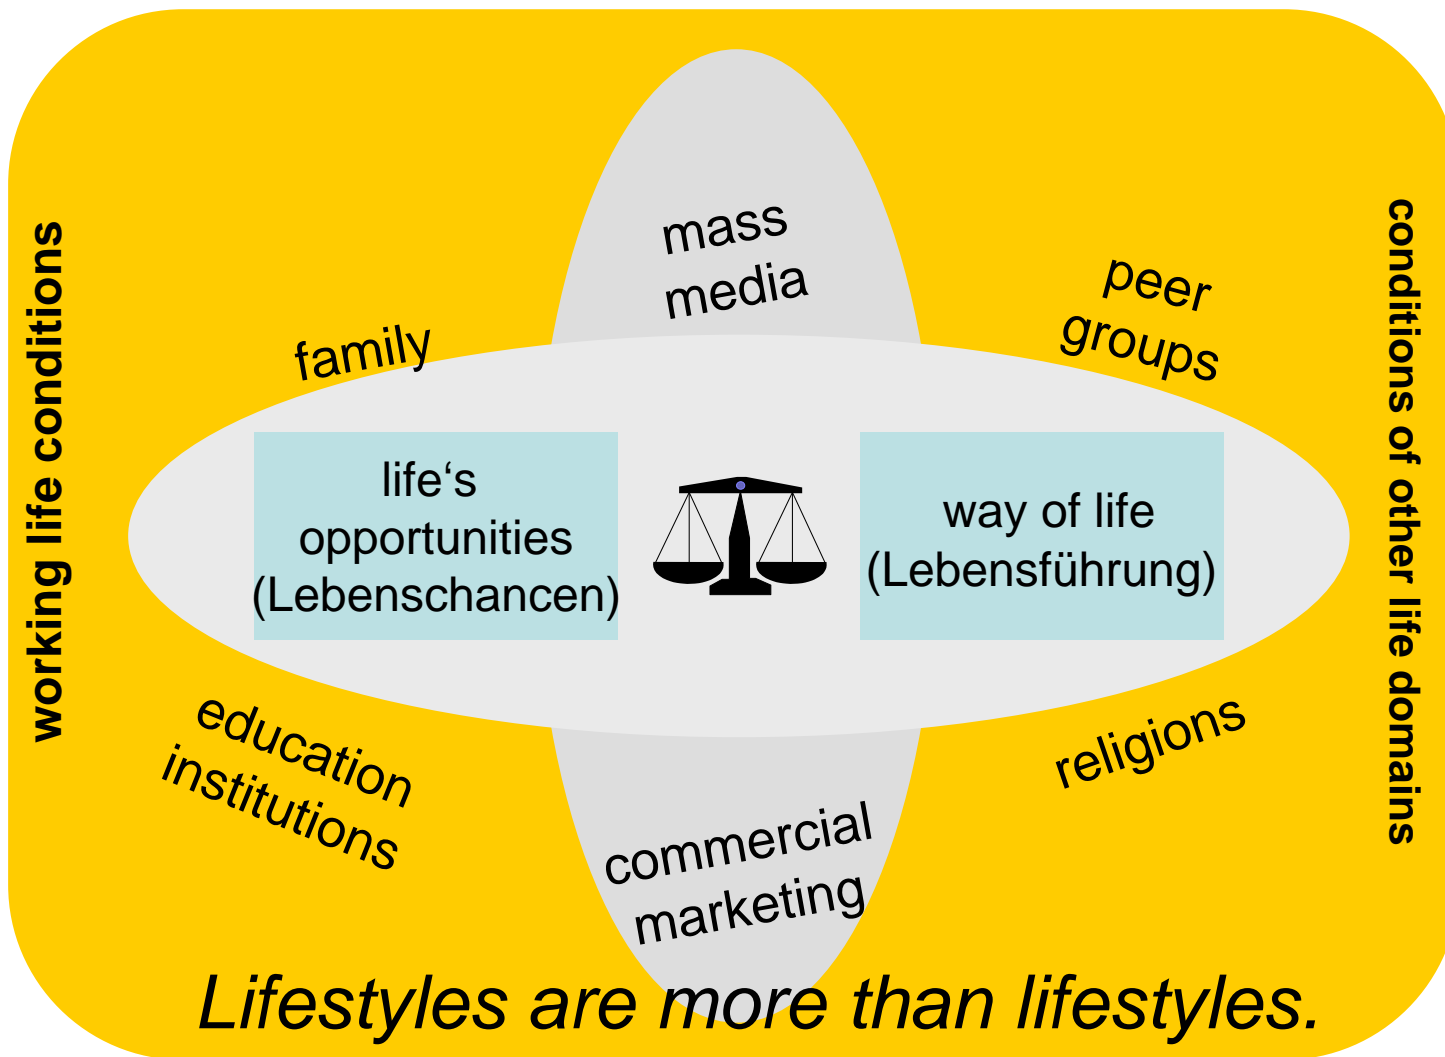 working life conditions
conditions of other life domains
mass
media
peer
groups
family
life‘s
opportunities
(Lebenschancen)
way of life
(Lebensführung)
education
institutions
religions
commercial
marketing
Lifestyles are more than lifestyles.